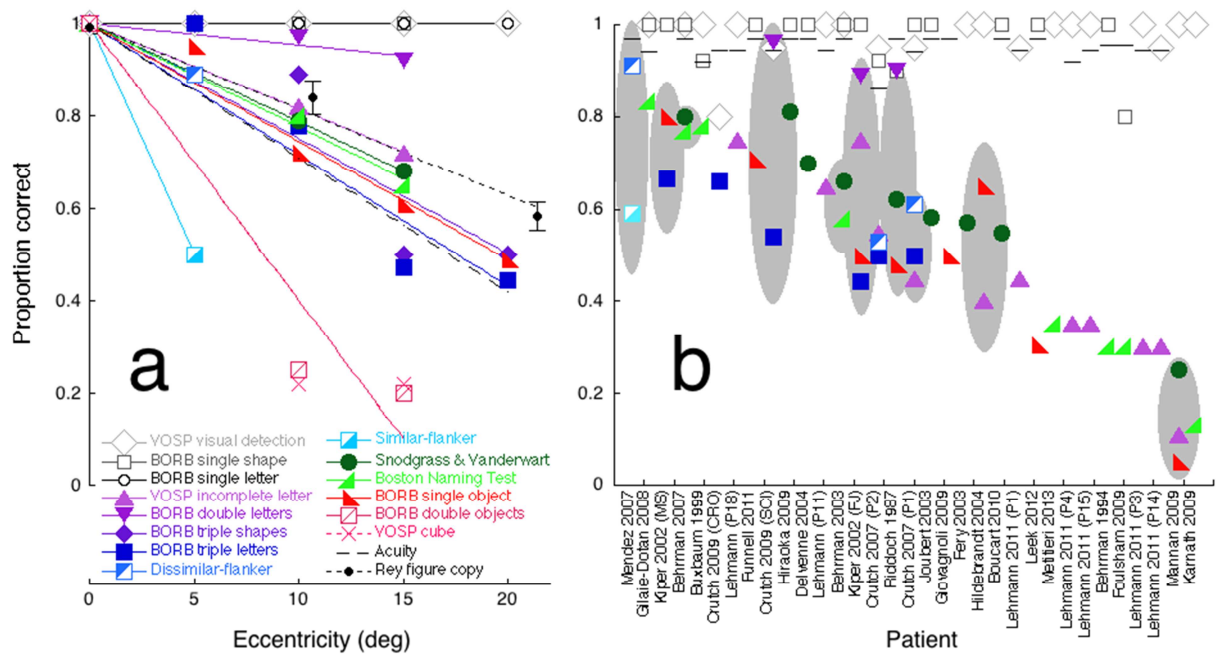 1
0.8
0.6
0.4
0.2
0
Proportion correct
a
VOSP visual detection
BORB single shape
BORB single letter
VOSP incomplete letter
BORB double letters
BORB triple shapes
BORB triple letters
Dissimilar-flanker
Similar-flanker
Snodgrass & Vanderwart
Boston Naming Test
BORB single object
BORB double objects
VOSP cube
Acuity
Rey figure copy
0 5 10 15 20
Eccentricity (deg)
1
0.8
0.6
0.4
0.2
0
b
Mendez 2007
Gilaie-Dotan 2008
Kiper 2002 (MS)
Behrman 2007
Buxbaum 1999
Crutch 2009 (CRO)
Lehmann (P18)
Funnell 2011
Crutch 2009 (SCI)
Hiraoka 2009
Delvenne 2004
Lehmann (P11)
Behrman 2003
Kiper 2002 (FJ)
Crutch 2007 (P2)
Riddoch 1987
Crutch 2007 (P1)
Joubert 2003
Giovagnoli 2009
Fery 2003
Hildebrandt 2004
Boucart 2010
Lehmann 2011 (P1)
Leek 2012
Lehmann 2011 (P4)
Lehmann 2011 (P15)
Behrman 1994
Foulsham 2009
Lehmann 2011 (P3)
Lehmann 2011 (P14)
Mannan 2009
Karnath 2009
Patient